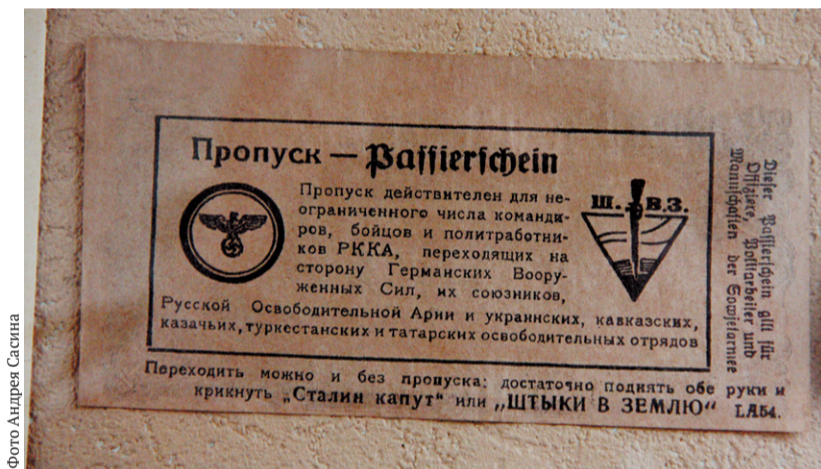 Пропуск — Passierschein
Пропуск действителен для не-
ограниченного числа команди-
ров, бойцов и политработни-
ков РККА, переходящих на
сторону Германских Воору-
женных Сил, их союзников,
Русской Освободительной Арии и украинских, кавказских,
казачьих, туркестанских и татарских освободительных отрядов
Ш. В.З.
Dieser Passierschein gilt für
Offiziere, Politarbeiter und
Mannschaften der Sowjetarmee
Переходить можно и без пропуска: достаточно поднять обе руки и
крикнуть „Сталин капут“ или „ШТЫКИ В ЗЕМЛЮ“ LA54.
Фото Андрея Сасина